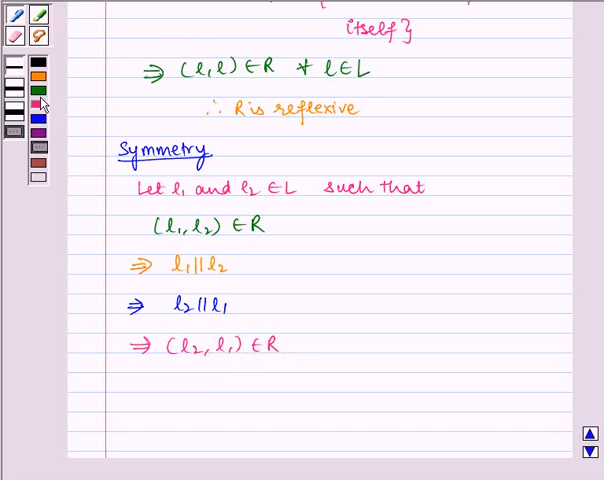 itself}
⇒ (l, l) ∈ R ∀ l ∈ L
∴ R is reflexive
Symmetry
Let l₁ and l₂ ∈ L such that
(l₁, l₂) ∈ R
⇒ l₁ || l₂
⇒ l₂ || l₁
⇒ (l₂, l₁) ∈ R